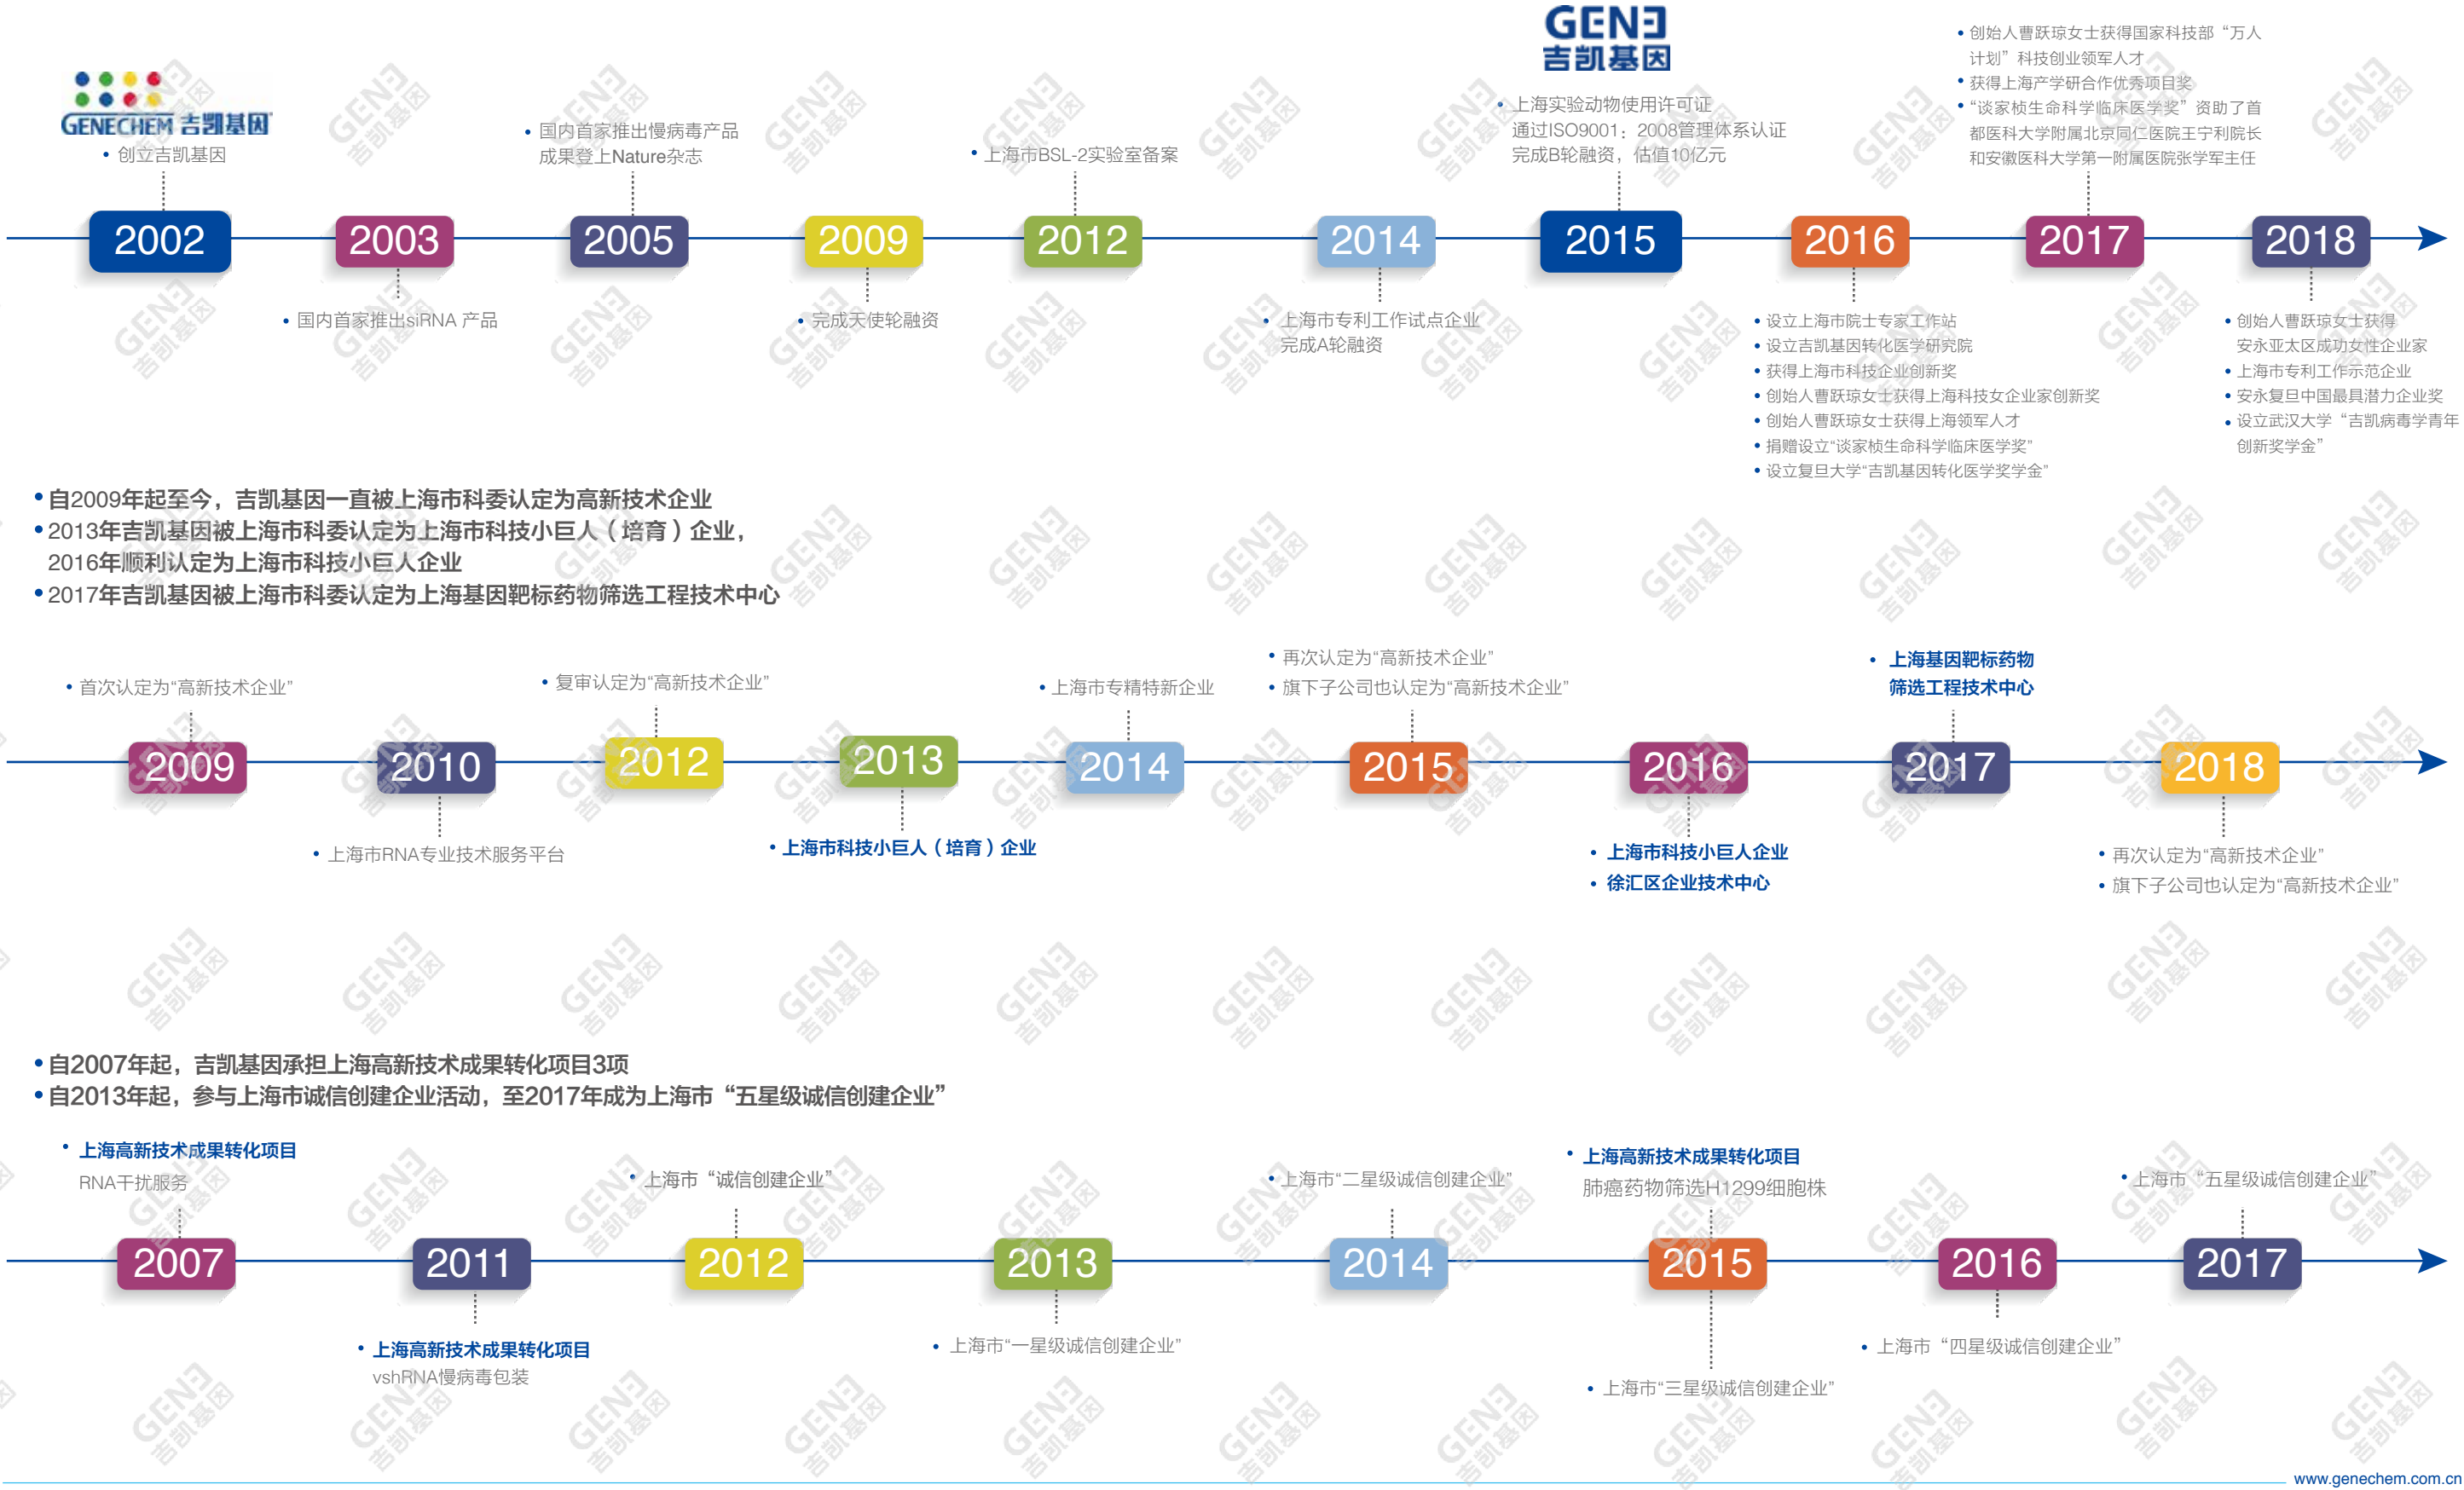 GENE
吉凯基因
GENECHEM 吉凯基因
创立吉凯基因
国内首家推出慢病毒产品
成果登上Nature杂志
上海市BSL-2实验室备案
上海实验动物使用许可证
通过ISO9001：2008管理体系认证
完成B轮融资，估值10亿元
创始人曹跃琼女士获得国家科技部“万人
计划”科技创业领军人才
获得上海产学研合作优秀项目奖
“谈家桢生命科学临床医学奖”资助了首
都医科大学附属北京同仁医院王宁利院长
和安徽医科大学第一附属医院张学军主任
2002
2003
2005
2009
2012
2014
2015
2016
2017
2018
国内首家推出siRNA 产品
完成天使轮融资
上海市专利工作试点企业
完成A轮融资
设立上海市院士专家工作站
设立吉凯基因转化医学研究院
获得上海市科技企业创新奖
创始人曹跃琼女士获得上海科技女企业家创新奖
创始人曹跃琼女士获得上海领军人才
捐赠设立“谈家桢生命科学临床医学奖”
设立复旦大学“吉凯基因转化医学奖学金”
创始人曹跃琼女士获得
安永亚太区成功女性企业家
上海市专利工作示范企业
安永复旦中国最具潜力企业奖
设立武汉大学“吉凯病毒学青年
创新奖学金”
自2009年起至今，吉凯基因一直被上海市科委认定为高新技术企业
2013年吉凯基因被上海市科委认定为上海市科技小巨人（培育）企业，
2016年顺利认定为上海市科技小巨人企业
2017年吉凯基因被上海市科委认定为上海基因靶标药物筛选工程技术中心
首次认定为“高新技术企业”
复审认定为“高新技术企业”
上海市专精特新企业
再次认定为“高新技术企业”
旗下子公司也认定为“高新技术企业”
上海基因靶标药物
筛选工程技术中心
2009
2010
2012
2013
2014
2015
2016
2017
2018
上海市RNA专业技术服务平台
上海市科技小巨人（培育）企业
上海市科技小巨人企业
徐汇区企业技术中心
再次认定为“高新技术企业”
旗下子公司也认定为“高新技术企业”
自2007年起，吉凯基因承担上海高新技术成果转化项目3项
自2013年起，参与上海市诚信创建企业活动，至2017年成为上海市“五星级诚信创建企业”
上海高新技术成果转化项目
RNA干扰服务
上海市“诚信创建企业”
上海市“二星级诚信创建企业”
上海高新技术成果转化项目
肺癌药物筛选H1299细胞株
上海市“五星级诚信创建企业”
2007
2011
2012
2013
2014
2015
2016
2017
上海高新技术成果转化项目
vshRNA慢病毒包装
上海市“一星级诚信创建企业”
上海市“三星级诚信创建企业”
上海市“四星级诚信创建企业”
www.genechem.com.cn